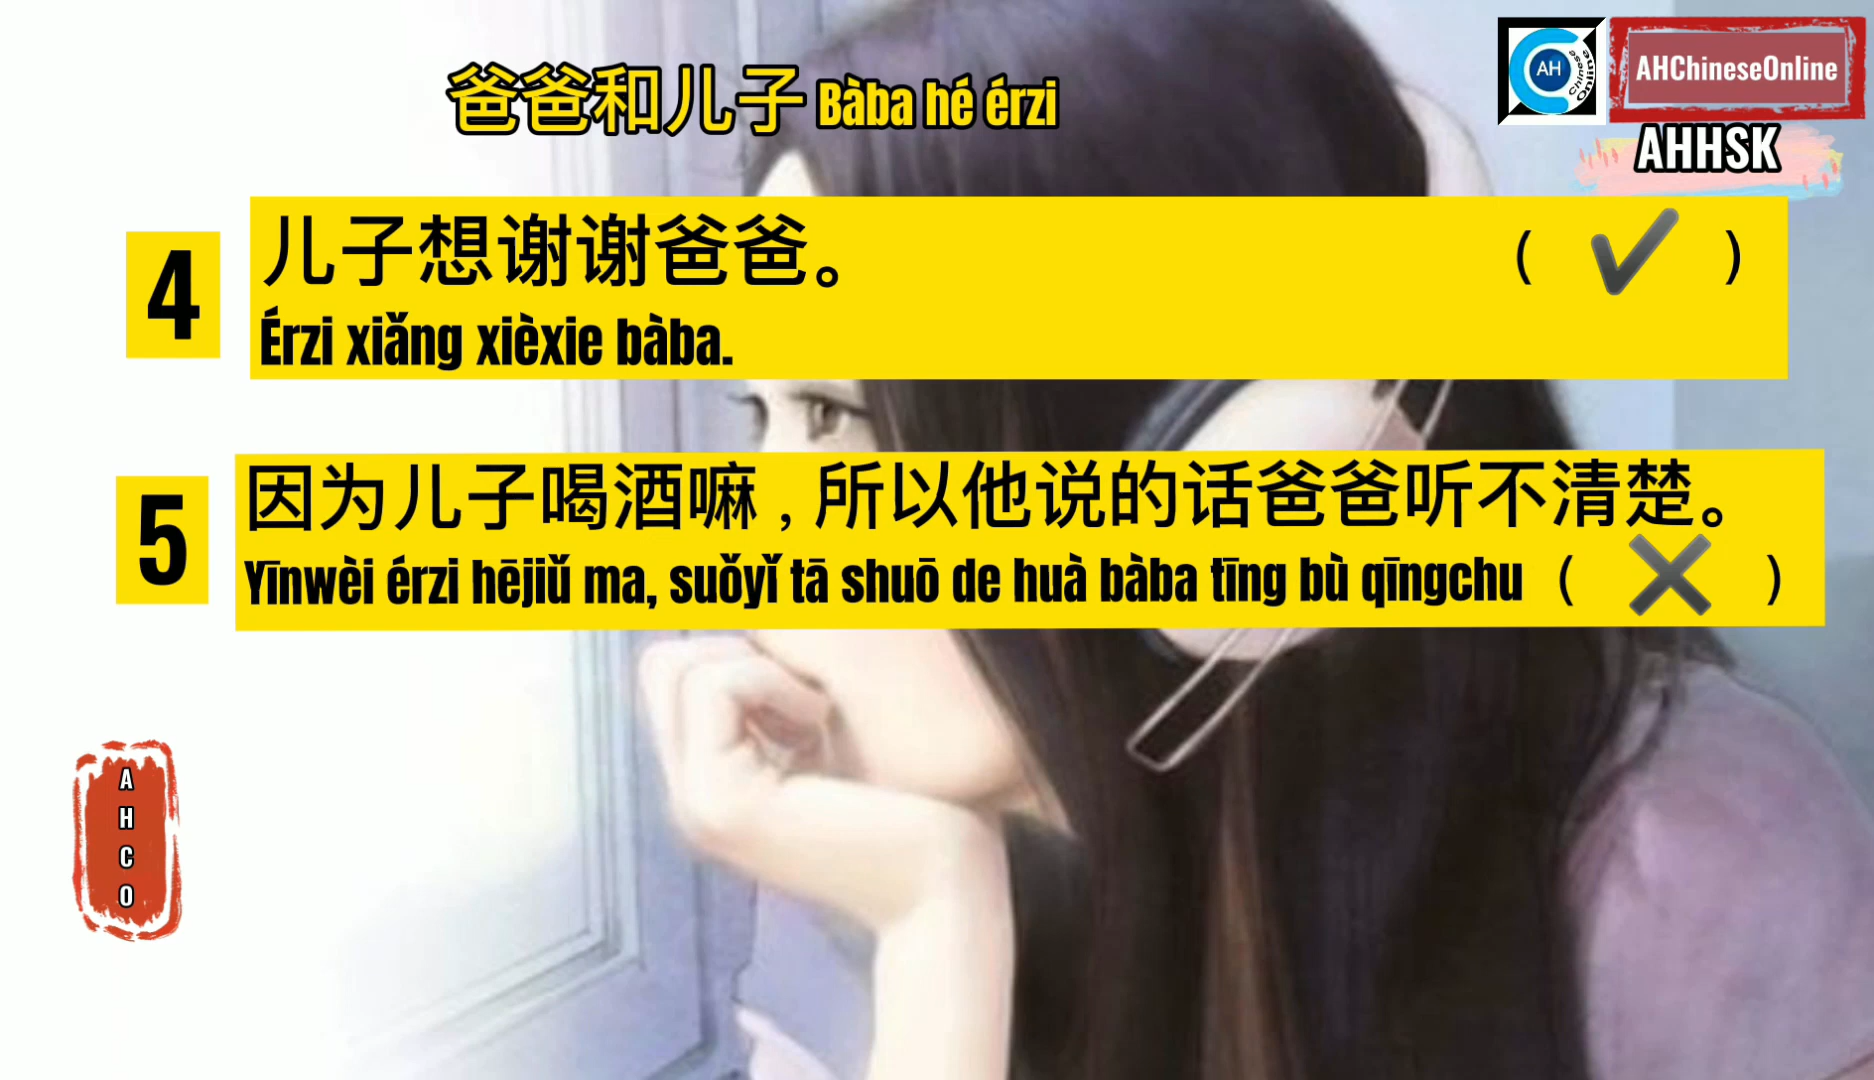 爸爸和儿子 Bàba hé érzi
AH Chinese Online
AHChineseOnline
AHHSK
4
儿子想谢谢爸爸。 ( ✔ )
Érzi xiǎng xièxie bàba.
5
因为儿子喝酒嘛，所以他说的话爸爸听不清楚。
Yīnwèi érzi hējiǔ ma, suǒyǐ tā shuō de huà bàba tīng bù qīngchu ( ✖ )
A
H
C
O